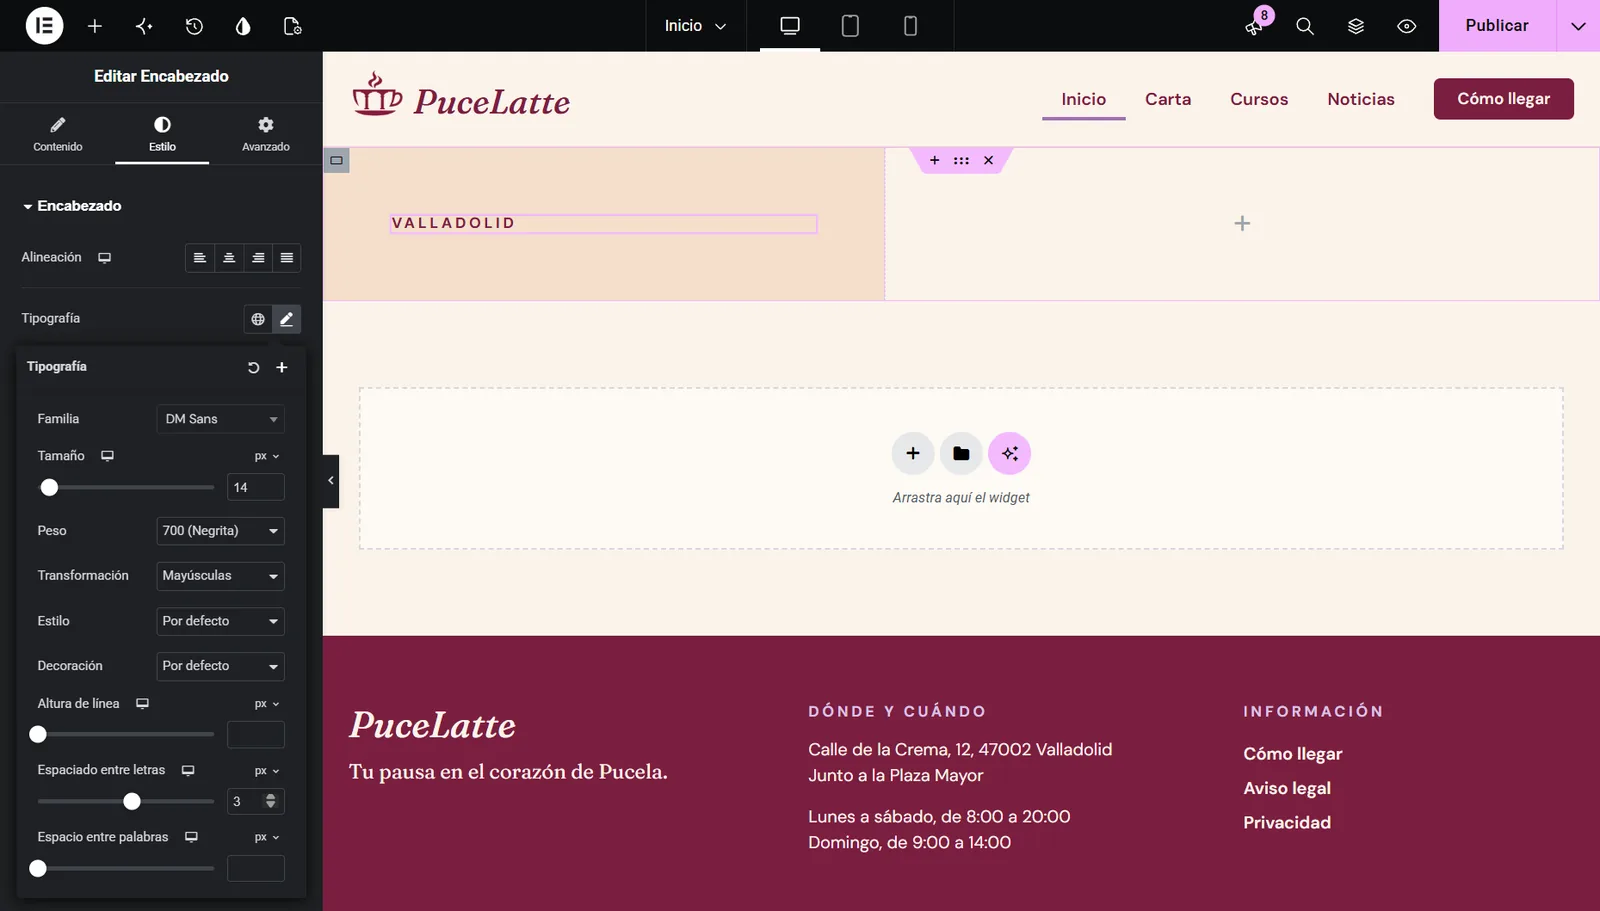 Inicio
8
Publicar
Editar Encabezado
Contenido
Estilo
Avanzado
Encabezado
Alineación
Tipografía
Tipografía
Familia
DM Sans
Tamaño
px
14
Peso
700 (Negrita)
Transformación
Mayúsculas
Estilo
Por defecto
Decoración
Por defecto
Altura de línea
px
Espaciado entre letras
px
3
Espacio entre palabras
px
PuceLatte
Inicio
Carta
Cursos
Noticias
Cómo llegar
VALLADOLID
Arrastra aquí el widget
PuceLatte
Tu pausa en el corazón de Pucela.
DÓNDE Y CUÁNDO
Calle de la Crema, 12, 47002 Valladolid
Junto a la Plaza Mayor
Lunes a sábado, de 8:00 a 20:00
Domingo, de 9:00 a 14:00
INFORMACIÓN
Cómo llegar
Aviso legal
Privacidad